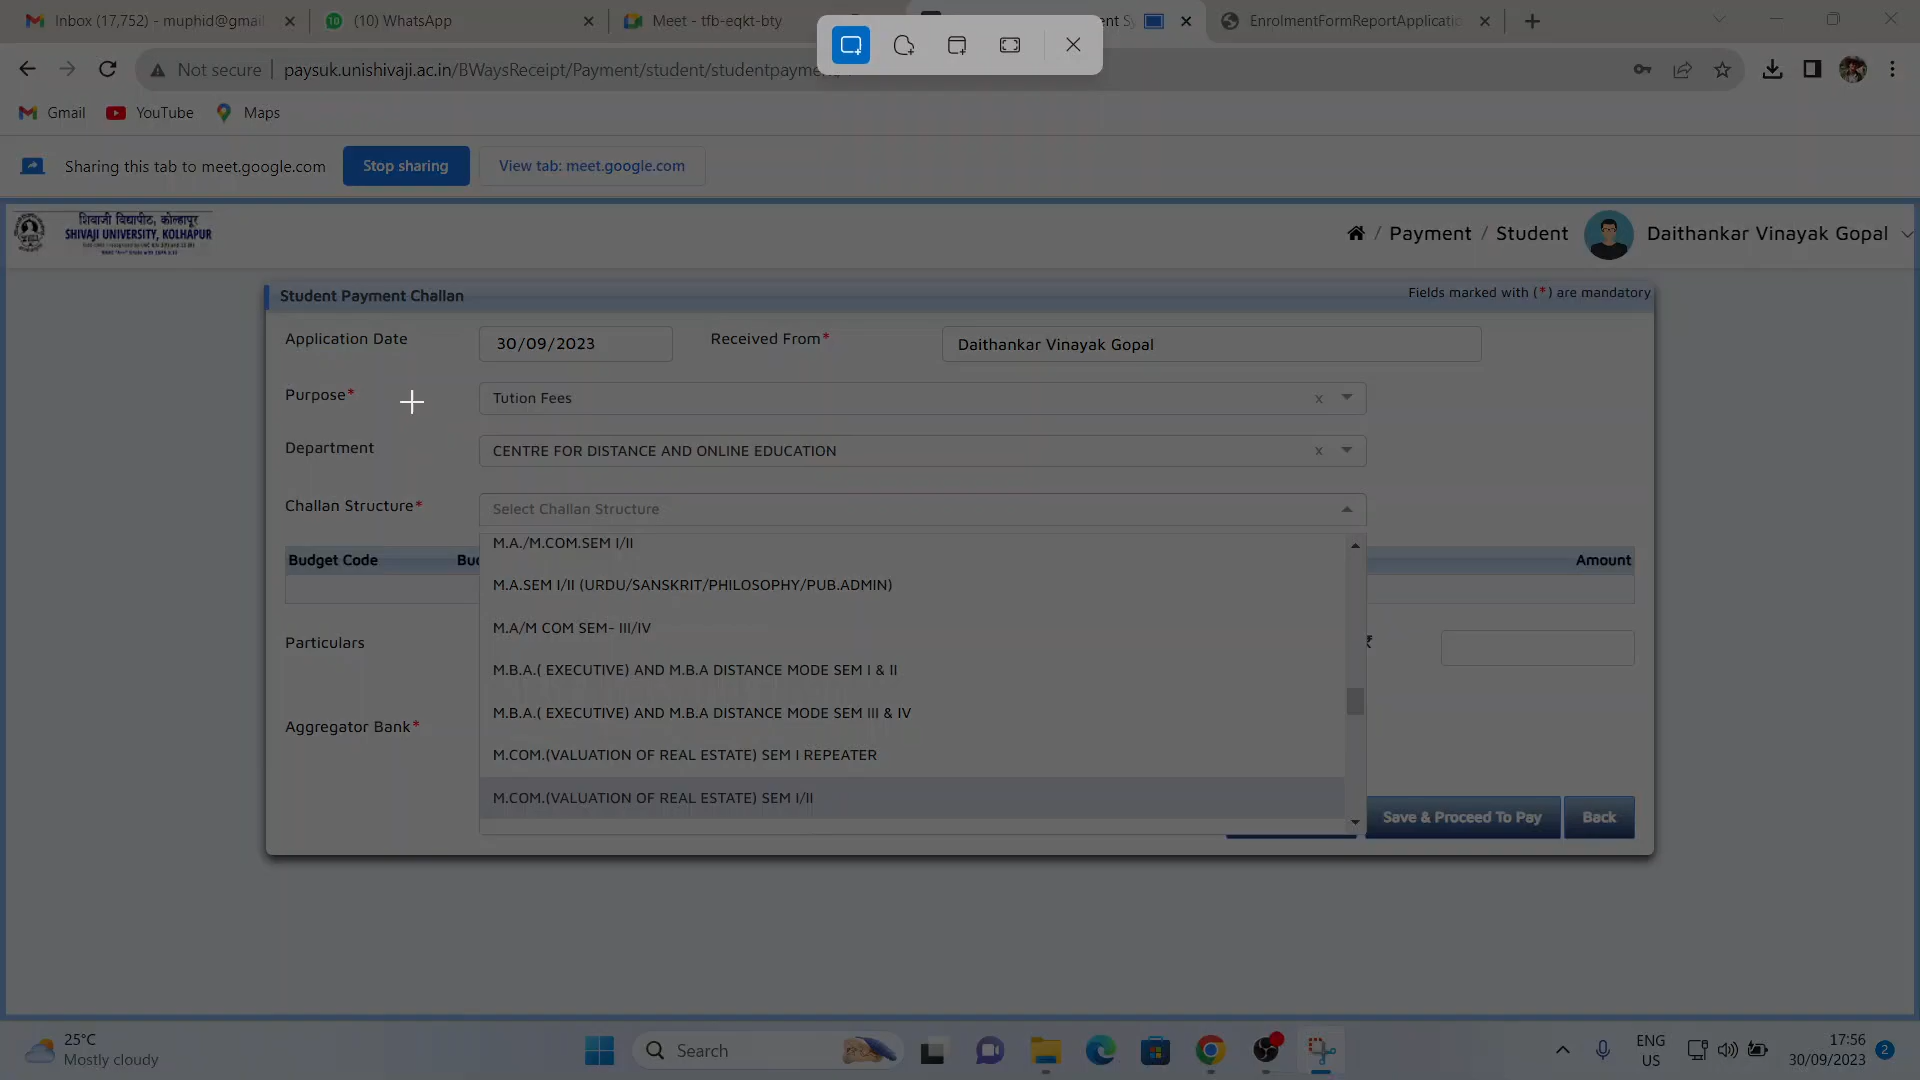 Inbox (17,752) - muphid@gmai
(10) WhatsApp
Meet - tfb-eqkt-bty
EnrolmentFormReportApplicatio
Not secure
paysuk.unishivaji.ac.in/BWaysReceipt/Payment/student/studentpayment
Gmail
YouTube
Maps
Sharing this tab to meet.google.com
Stop sharing
View tab: meet.google.com
शिवाजी विद्यापीठ, कोल्हापूर
SHIVAJI UNIVERSITY, KOLHAPUR
/ Payment / Student
Daithankar Vinayak Gopal
Student Payment Challan
Fields marked with (*) are mandatory
Application Date
30/09/2023
Received From*
Daithankar Vinayak Gopal
Purpose*
Tution Fees
x
Department
CENTRE FOR DISTANCE AND ONLINE EDUCATION
x
Challan Structure*
Select Challan Structure
M.A./M.COM.SEM I/II
Budget Code
Bu
Amount
M.A.SEM I/II (URDU/SANSKRIT/PHILOSOPHY/PUB.ADMIN)
M.A/M COM SEM- III/IV
Particulars
M.B.A.( EXECUTIVE) AND M.B.A DISTANCE MODE SEM I & II
M.B.A.( EXECUTIVE) AND M.B.A DISTANCE MODE SEM III & IV
Aggregator Bank*
M.COM.(VALUATION OF REAL ESTATE) SEM I REPEATER
M.COM.(VALUATION OF REAL ESTATE) SEM I/II
Save & Proceed To Pay
Back
25°C
Mostly cloudy
Search
ENG
US
17:56
30/09/2023
2